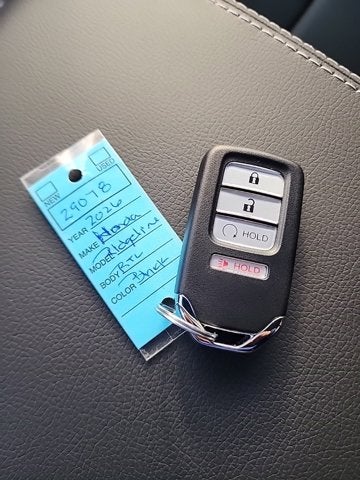 NEW
USED
29078
YEAR 2026
MAKE Honda
MODEL Ridgeline
BODY RTL
COLOR Black
HOLD
HOLD